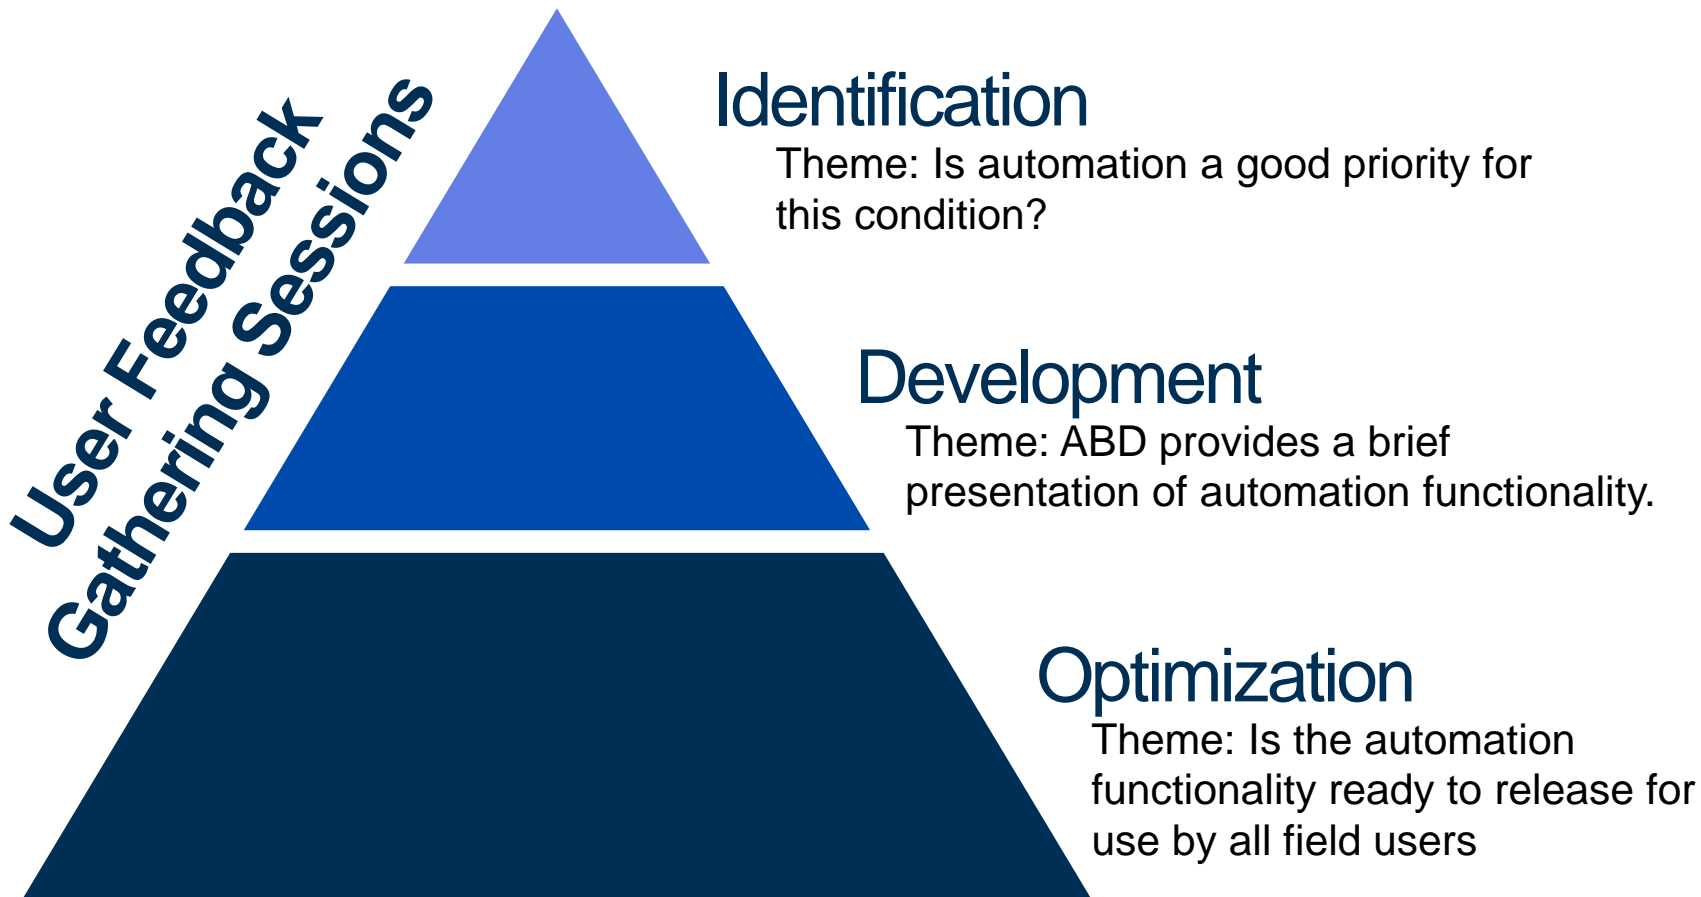 User Feedback
Gathering Sessions
Identification
Theme: Is automation a good priority for
this condition?
Development
Theme: ABD provides a brief
presentation of automation functionality.
Optimization
Theme: Is the automation
functionality ready to release for
use by all field users